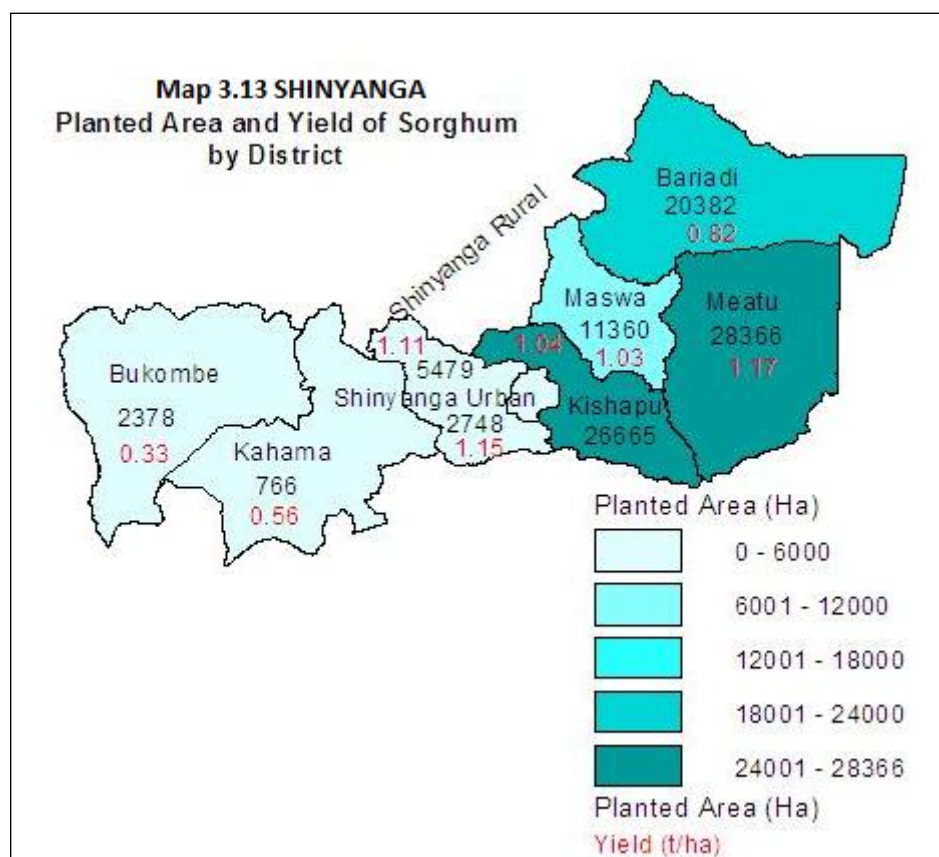 Map 3.13 SHINYANGA
Planted Area and Yield of Sorghum
by District
Shinyanga Rural
Bariadi
20382
0.82
Maswa
11360
1.03
Meatu
28366
1.17
1.11
5479
1.04
Shinyanga Urban
2748
1.15
Kishapu
26665
Bukombe
2378
0.33
Kahama
766
0.56
Planted Area (Ha)
0 - 6000
6001 - 12000
12001 - 18000
18001 - 24000
24001 - 28366
Planted Area (Ha)
Yield (t/ha)